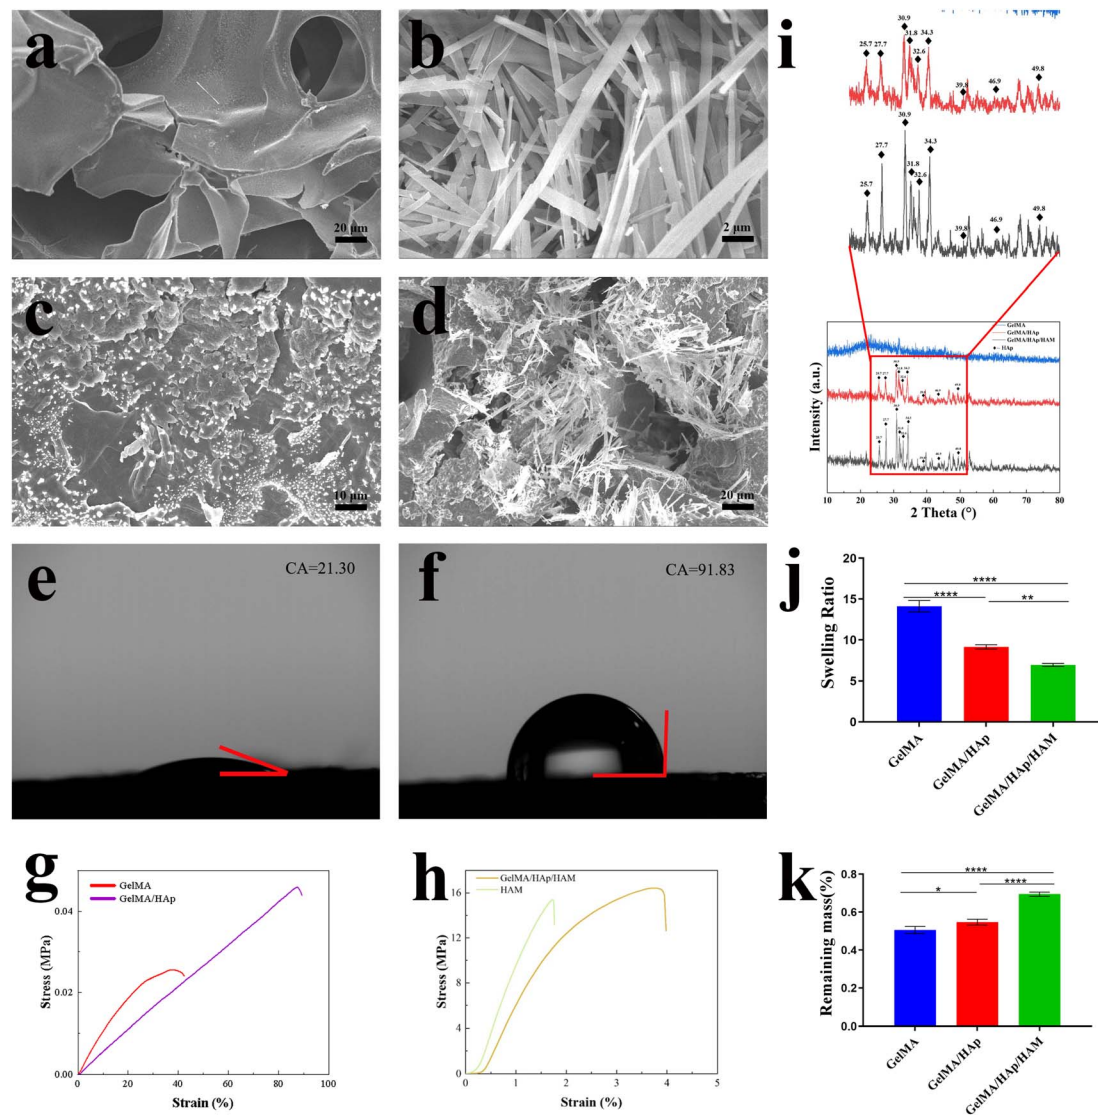 a
20 μm
b
2 μm
c
10 μm
d
20 μm
e
CA=21.30
f
CA=91.83
g
GelMA
GelMA/HAp
0.04
0.02
0.00
0 20 40 60 80 100
Stress (MPa)
Strain (%)
h
GelMA/HAp/HAM
HAM
16
12
8
4
0
0 1 2 3 4 5
Stress (MPa)
Strain (%)
i
25.7 27.7 30.9 31.8 32.6 34.3 39.8 46.9 49.8
25.7 27.7 30.9 31.8 32.6 34.3 39.8 46.9 49.8
GelMA
GelMA/HAp
GelMA/HAp/HAM
HAp
Intensity (a.u.)
10 20 30 40 50 60 70 80
2 Theta (°)
j
20
15
10
5
0
Swelling Ratio
****
**** **
GelMA
GelMA/HAp
GelMA/HAp/HAM
k
0.8
0.6
0.4
0.2
0.0
Remaining mass(%)
****
* ****
GelMA
GelMA/HAp
GelMA/HAp/HAM